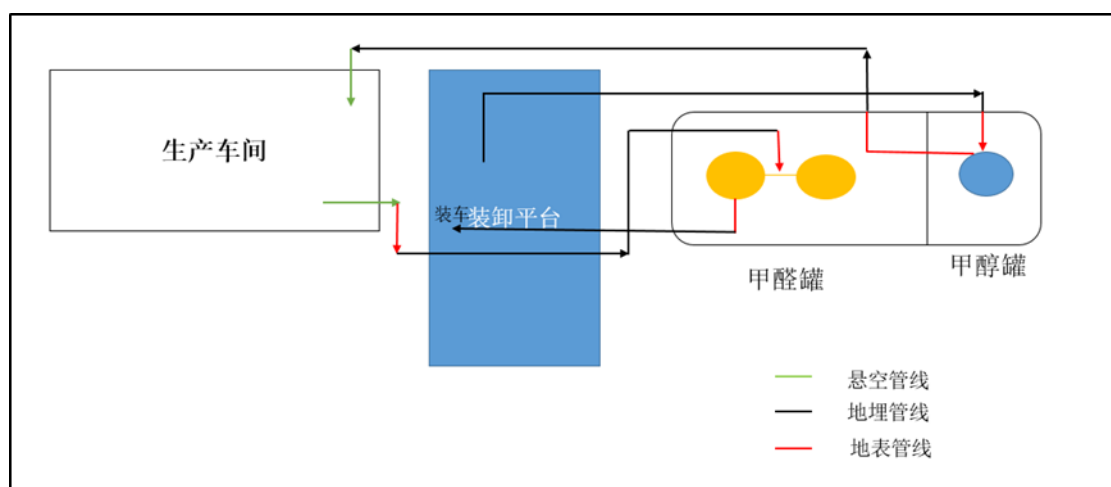 生产车间
装车
装卸平台
甲醛罐
甲醇罐
悬空管线
地埋管线
地表管线